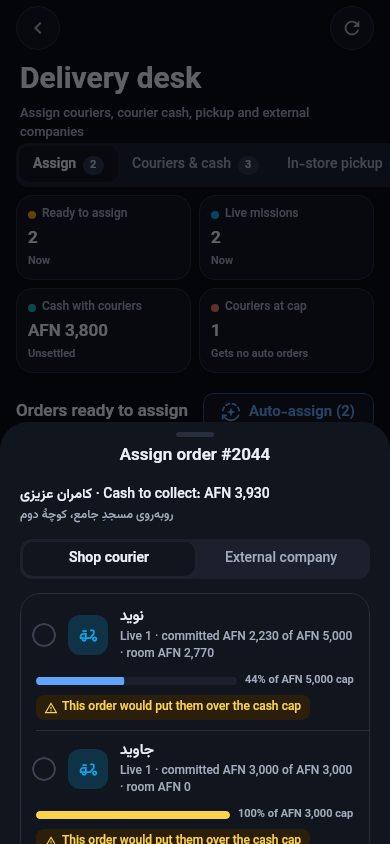 Delivery desk
Assign couriers, courier cash, pickup and external
companies
Assign 2 Couriers & cash 3 In-store pickup
Ready to assign
2
Now
Live missions
2
Now
Cash with couriers
AFN 3,800
Unsettled
Couriers at cap
1
Gets no auto orders
Orders ready to assign
Auto-assign (2)
Assign order #2044
کامران عزیزی · Cash to collect: AFN 3,930
روبه‌روی مسجد جامع، کوچهٔ دوم
Shop courier
External company
نوید
Live 1 · committed AFN 2,230 of AFN 5,000
· room AFN 2,770
44% of AFN 5,000 cap
This order would put them over the cash cap
جاوید
Live 1 · committed AFN 3,000 of AFN 3,000
· room AFN 0
100% of AFN 3,000 cap
This order would put them over the cash cap